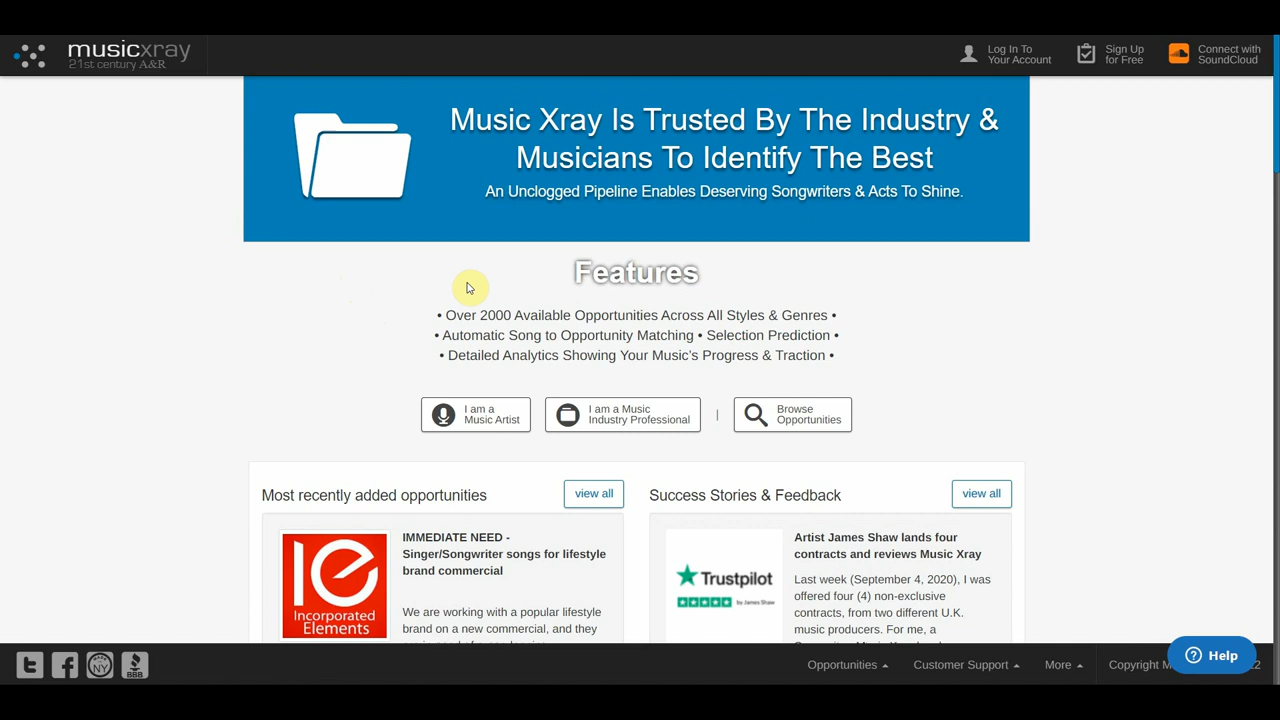 musicxray
21st century A&R
Log In To
Your Account
Sign Up
for Free
Connect with
SoundCloud
Music Xray Is Trusted By The Industry &
Musicians To Identify The Best
An Unclogged Pipeline Enables Deserving Songwriters & Acts To Shine.
Features
• Over 2000 Available Opportunities Across All Styles & Genres •
• Automatic Song to Opportunity Matching • Selection Prediction •
• Detailed Analytics Showing Your Music's Progress & Traction •
I am a
Music Artist
I am a Music
Industry Professional
|
Browse
Opportunities
Most recently added opportunities
view all
IMMEDIATE NEED -
Singer/Songwriter songs for lifestyle
brand commercial
We are working with a popular lifestyle
brand on a new commercial, and they
ie
Incorporated
Elements
Success Stories & Feedback
view all
Trustpilot
by James Shaw
Artist James Shaw lands four
contracts and reviews Music Xray
Last week (September 4, 2020), I was
offered four (4) non-exclusive
contracts, from two different U.K.
music producers. For me, a
NY
BBB
Opportunities
Customer Support
More
Copyright
Help